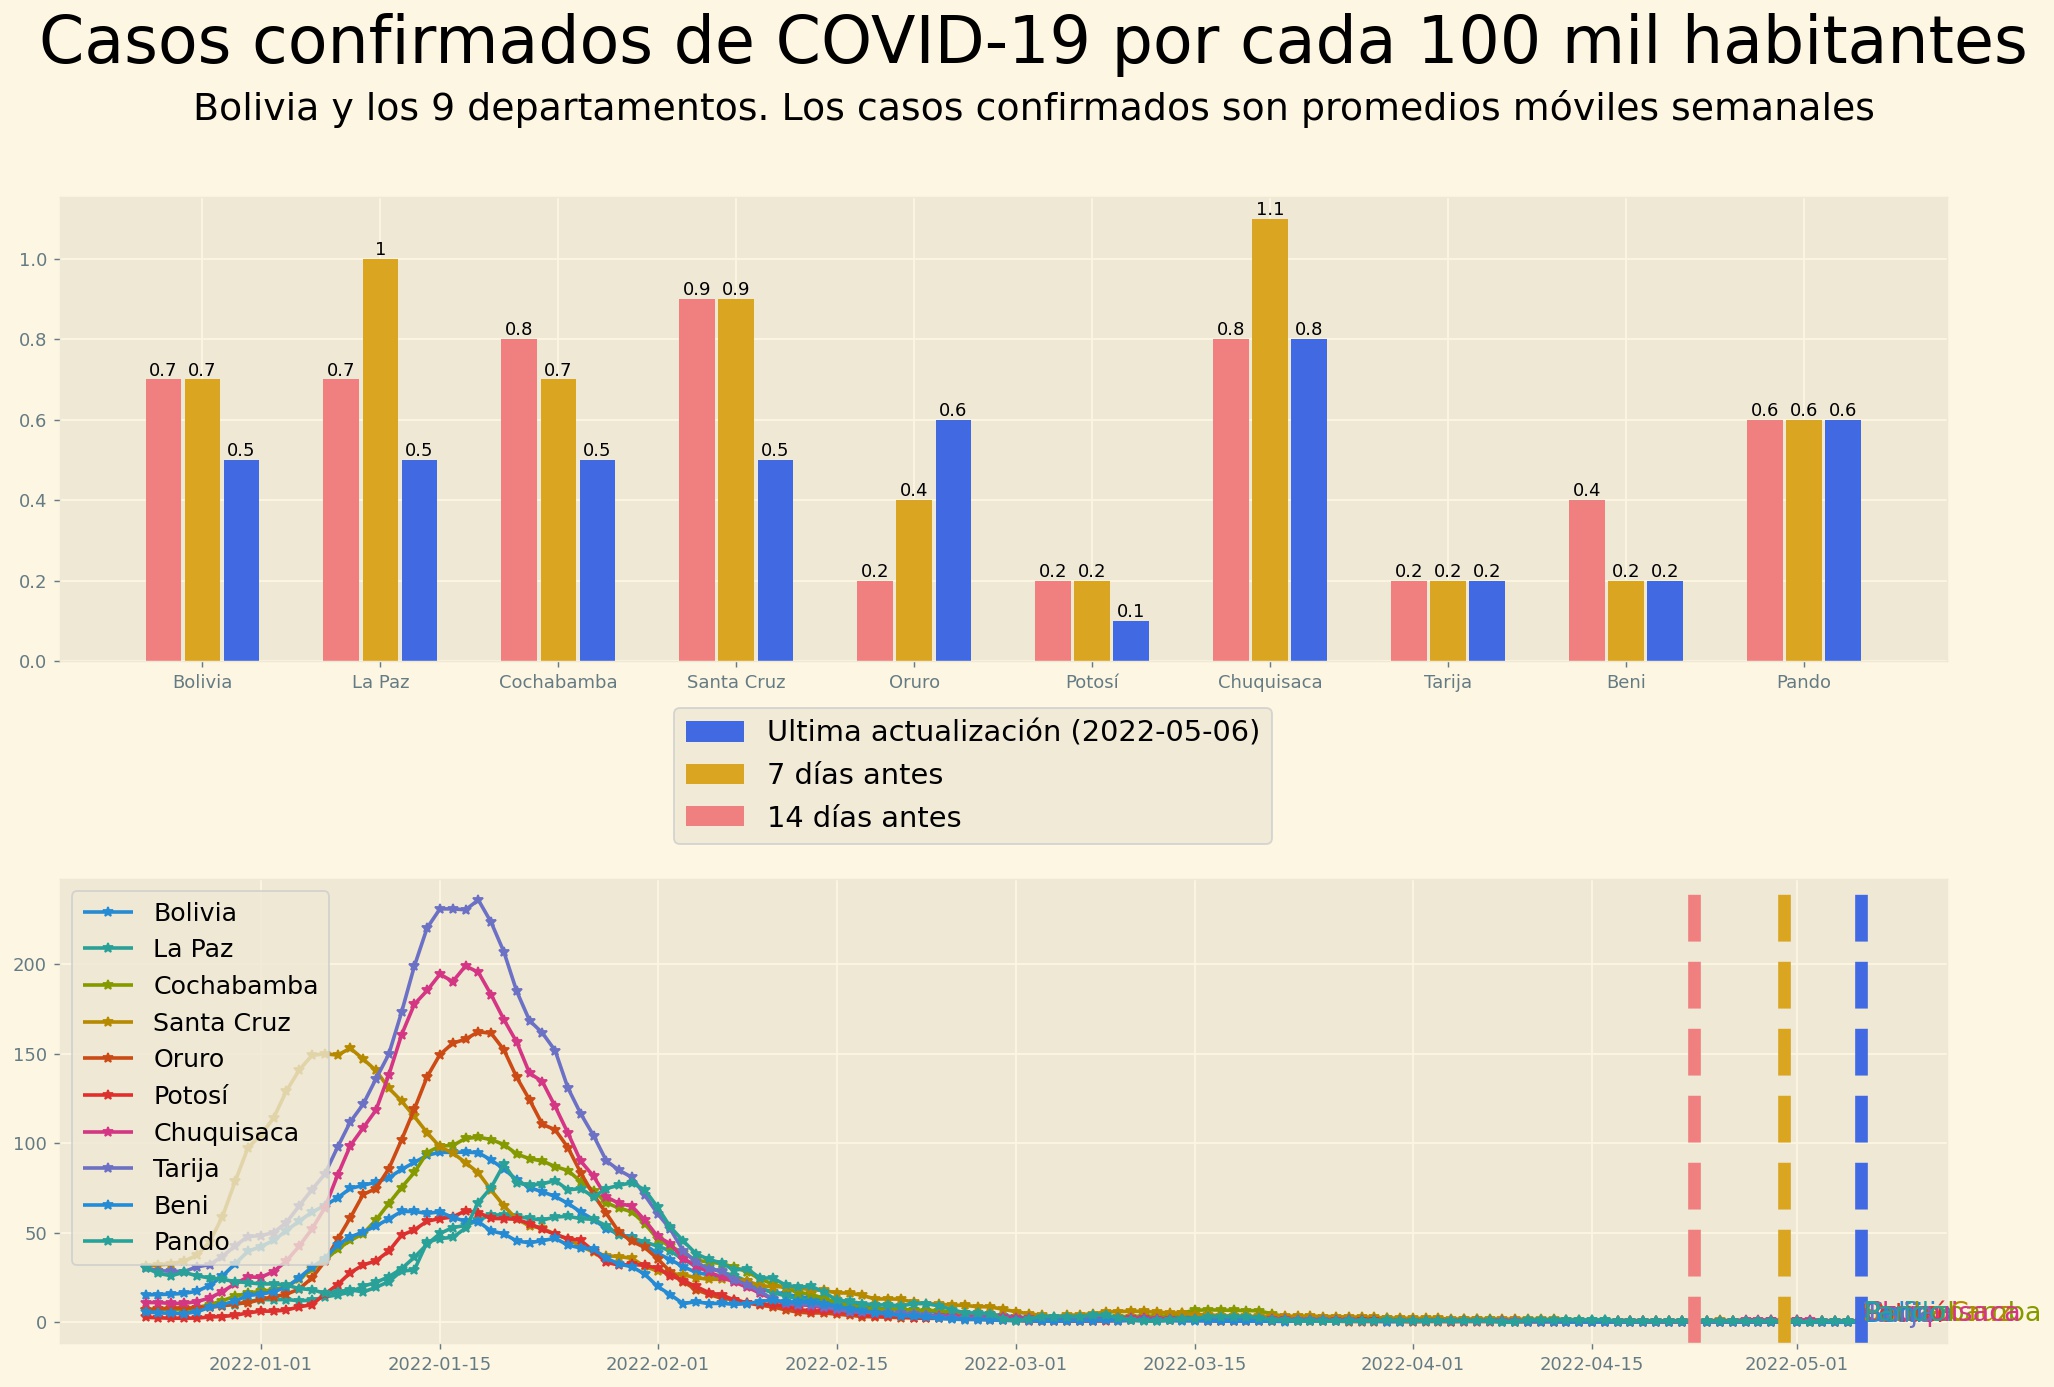 Casos confirmados de COVID-19 por cada 100 mil habitantes
Bolivia y los 9 departamentos. Los casos confirmados son promedios móviles semanales
1.1
1
0.9 0.9
0.8
0.8 0.8
0.7 0.7
0.7
0.7
0.6
0.6 0.6 0.6
0.5
0.5
0.5
0.5
0.4
0.4
0.2
0.2 0.2
0.2 0.2 0.2
0.2 0.2
0.1
1.0
0.8
0.6
0.4
0.2
0.0
Bolivia La Paz Cochabamba Santa Cruz Oruro Potosí Chuquisaca Tarija Beni Pando
Ultima actualización (2022-05-06)
7 días antes
14 días antes
Bolivia
La Paz
Cochabamba
Santa Cruz
Oruro
Potosí
Chuquisaca
Tarija
Beni
Pando
200
150
100
50
0
2022-01-01 2022-01-15 2022-02-01 2022-02-15 2022-03-01 2022-03-15 2022-04-01 2022-04-15 2022-05-01